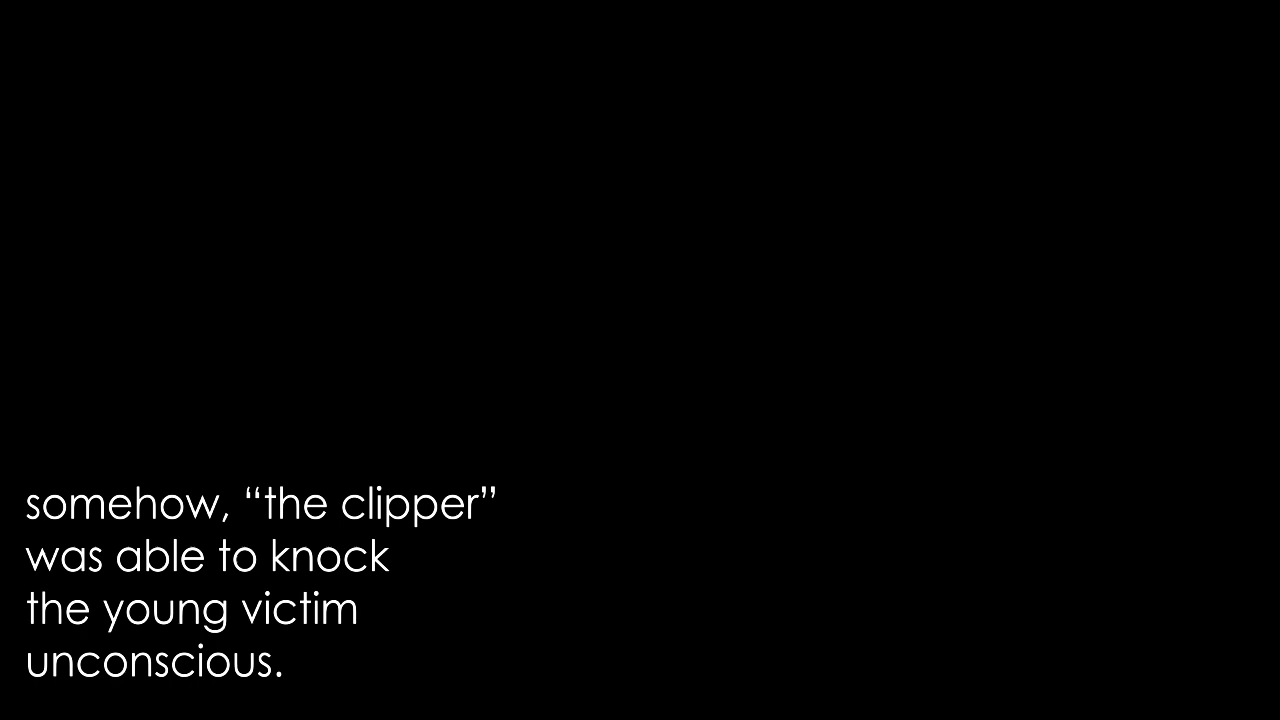 somehow, “the clipper”
was able to knock
the young victim
unconscious.